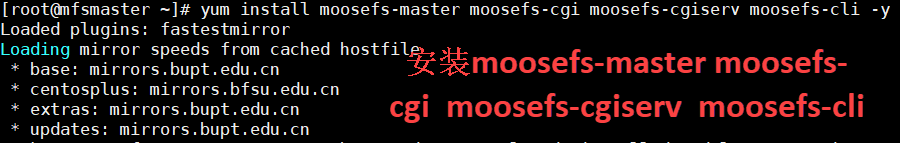 [root@mfsmaster ~]# yum install moosefs-master moosefs-cgi moosefs-cgiserv moosefs-cli -y
Loaded plugins: fastestmirror
Loading mirror speeds from cached hostfile
* base: mirrors.bupt.edu.cn
* centosplus: mirrors.bfsu.edu.cn
* extras: mirrors.bupt.edu.cn
* updates: mirrors.bupt.edu.cn
安装moosefs-master moosefs-
cgi moosefs-cgiserv moosefs-cli